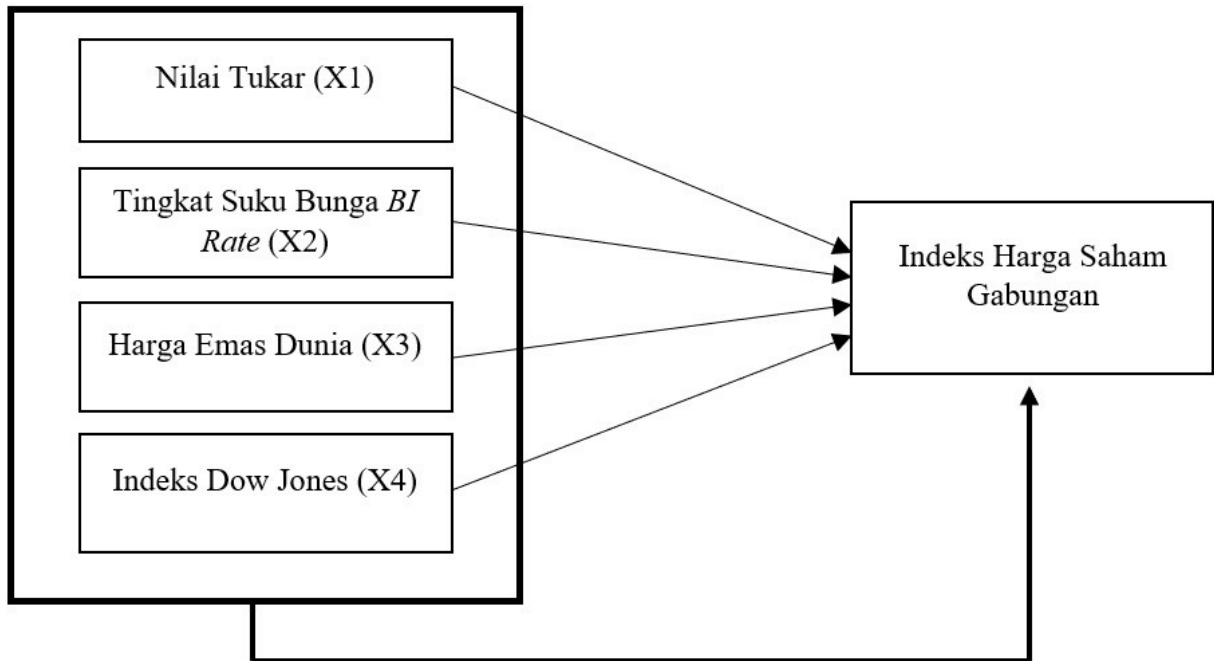 Nilai Tukar (X1)
Tingkat Suku Bunga BI
Rate (X2)
Harga Emas Dunia (X3)
Indeks Dow Jones (X4)
Indeks Harga Saham
Gabungan